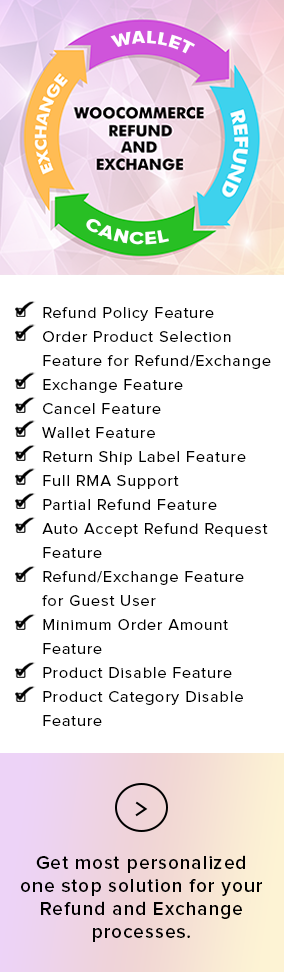 WALLET
REFUND
CANCEL
EXCHANGE
WOOCOMMERCE
REFUND
AND
EXCHANGE
Refund Policy Feature
Order Product Selection
Feature for Refund/Exchange
Exchange Feature
Cancel Feature
Wallet Feature
Return Ship Label Feature
Full RMA Support
Partial Refund Feature
Auto Accept Refund Request
Feature
Refund/Exchange Feature
for Guest User
Minimum Order Amount
Feature
Product Disable Feature
Product Category Disable
Feature
Get most personalized
one stop solution for your
Refund and Exchange
processes.